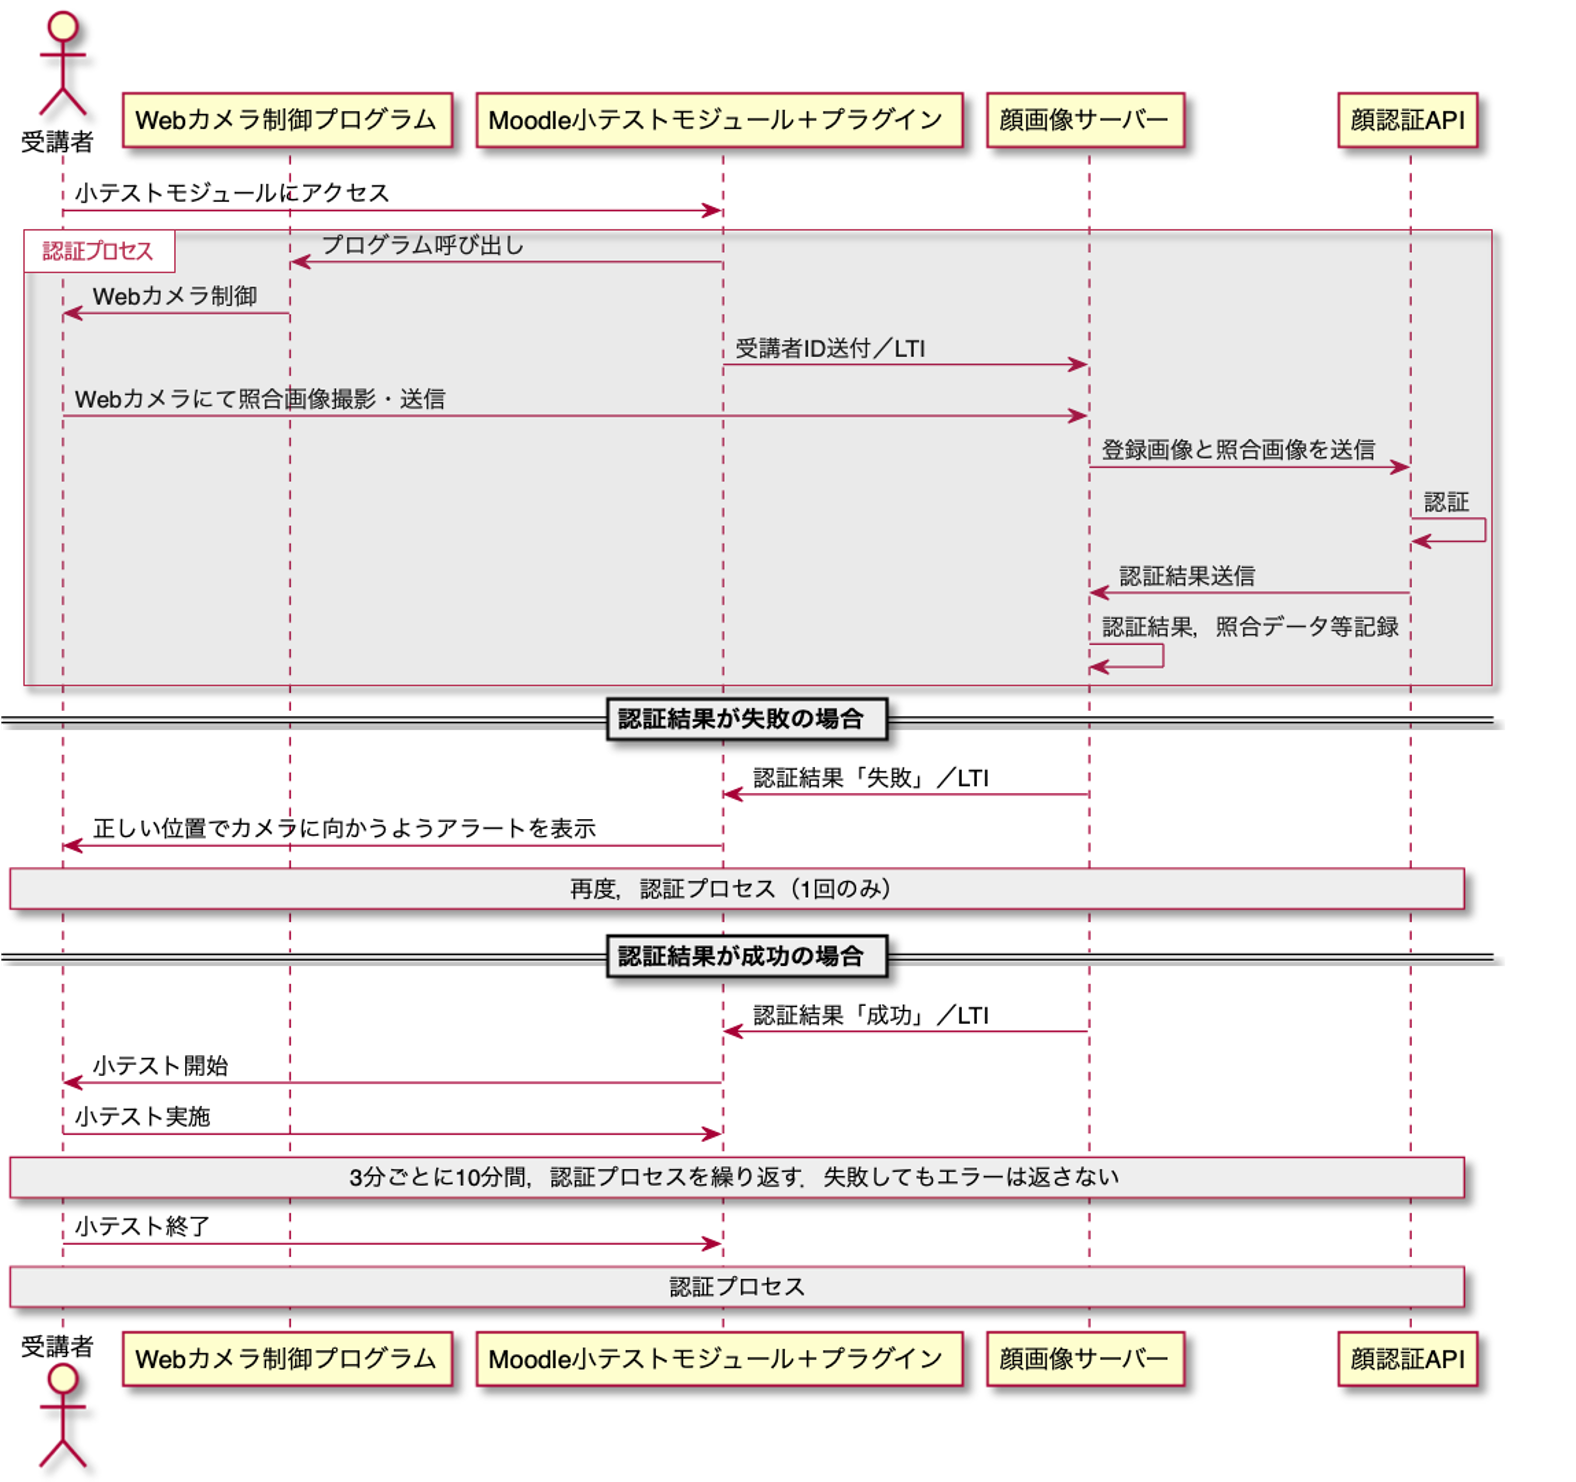 受講者
Webカメラ制御プログラム
Moodle小テストモジュール＋プラグイン
顔画像サーバー
顔認証API
小テストモジュールにアクセス
認証プロセス
プログラム呼び出し
Webカメラ制御
受講者ID送付／LTI
Webカメラにて照合画像撮影・送信
登録画像と照合画像を送信
認証
認証結果送信
認証結果，照合データ等記録
認証結果が失敗の場合
認証結果「失敗」／LTI
正しい位置でカメラに向かうようアラートを表示
再度，認証プロセス（1回のみ）
認証結果が成功の場合
認証結果「成功」／LTI
小テスト開始
小テスト実施
3分ごとに10分間，認証プロセスを繰り返す．失敗してもエラーは返さない
小テスト終了
認証プロセス
受講者
Webカメラ制御プログラム
Moodle小テストモジュール＋プラグイン
顔画像サーバー
顔認証API